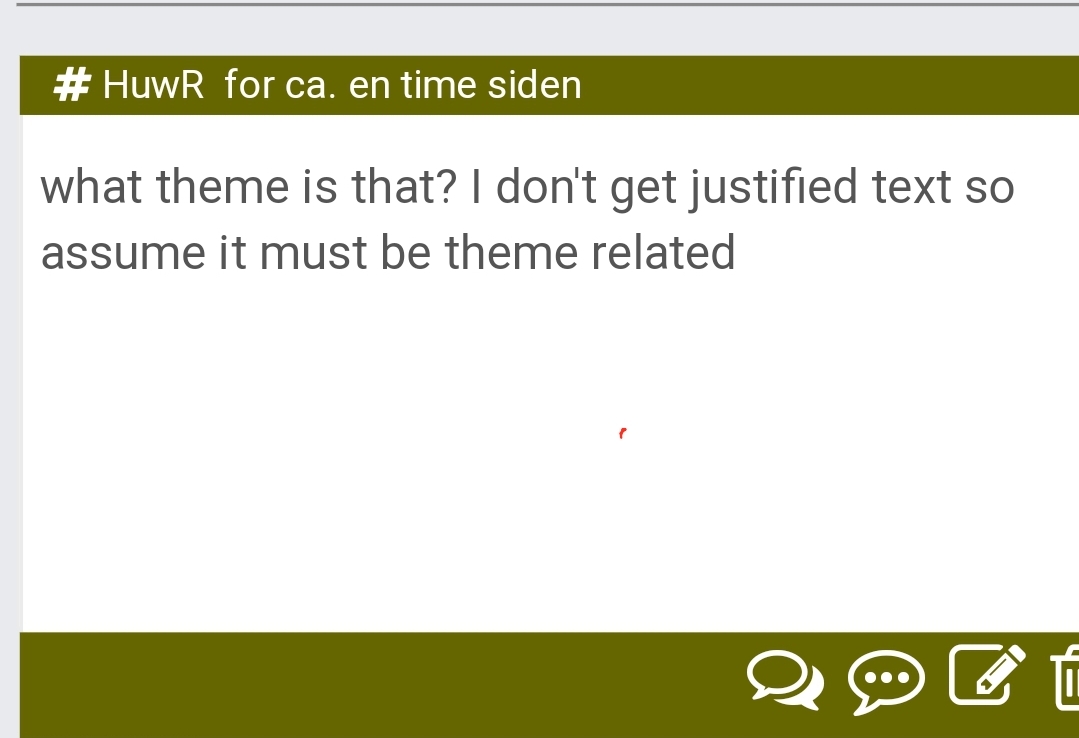 # HuwR for ca. en time siden
what theme is that? I don't get justified text so
assume it must be theme related